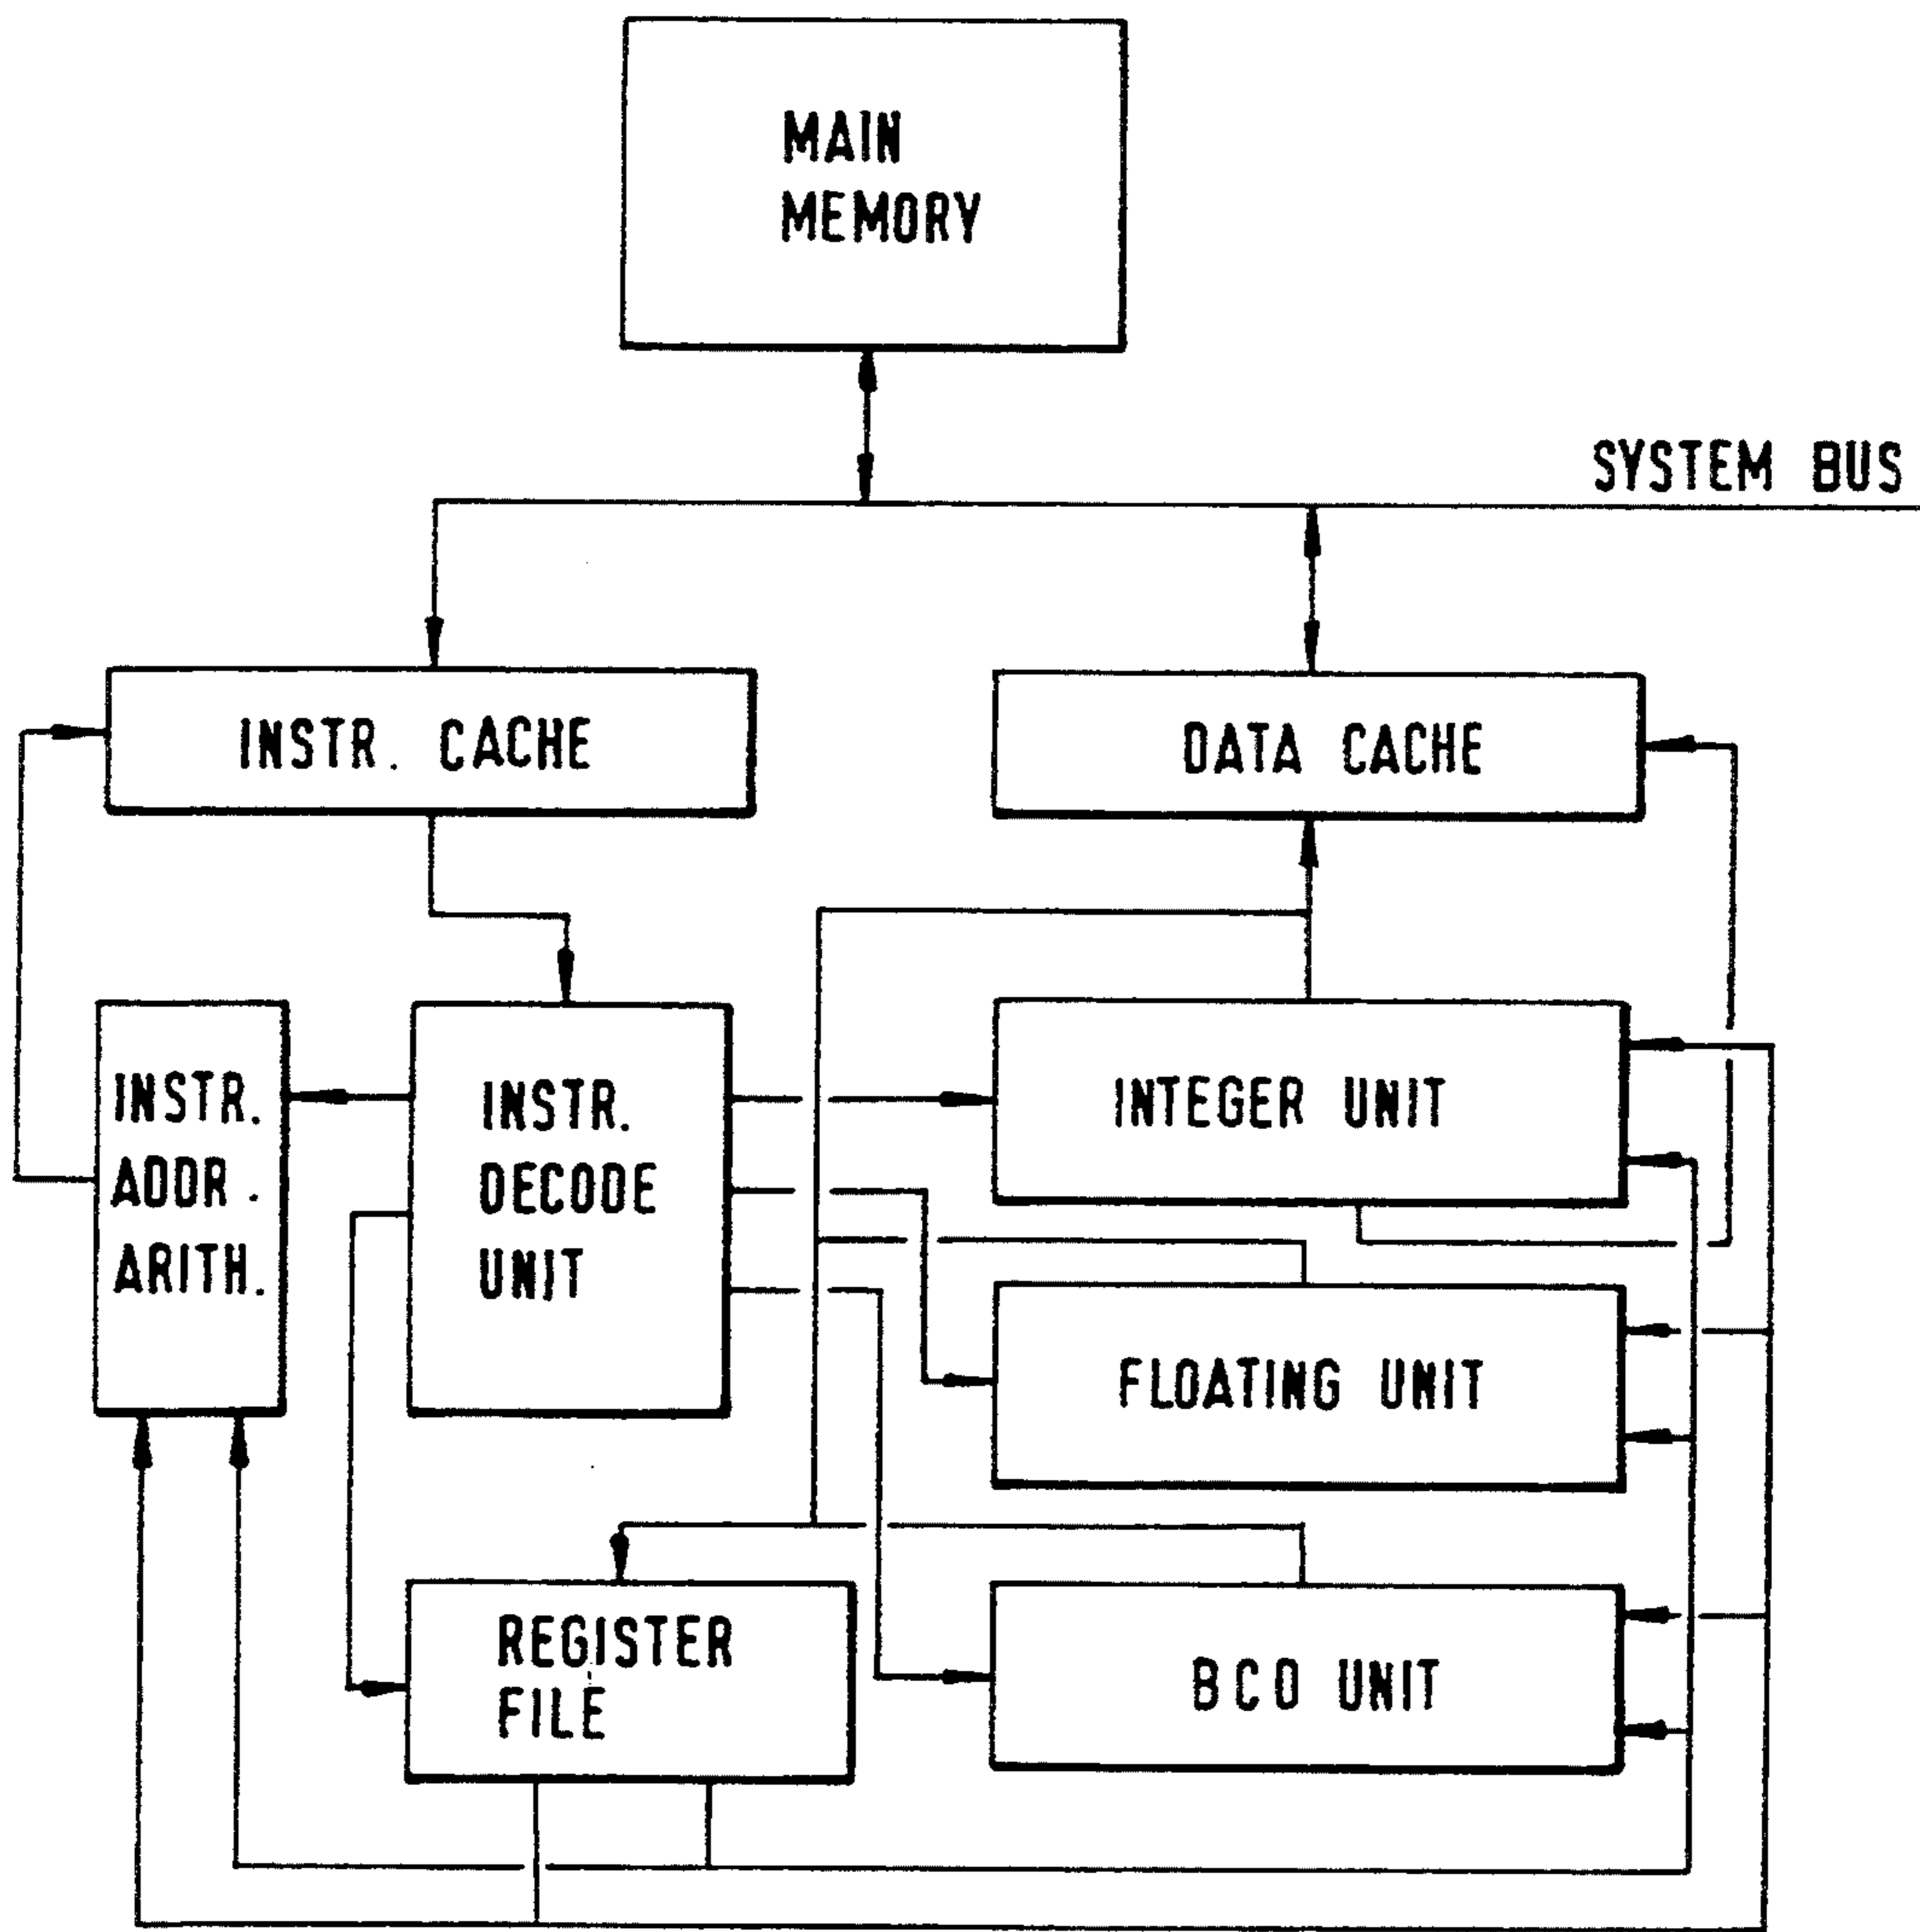 MAIN
MEMORY
SYSTEM BUS
INSTR. CACHE
DATA CACHE
INSTR.
ADDR.
ARITH.
INSTR.
DECODE
UNIT
INTEGER UNIT
FLOATING UNIT
REGISTER
FILE
BCD UNIT